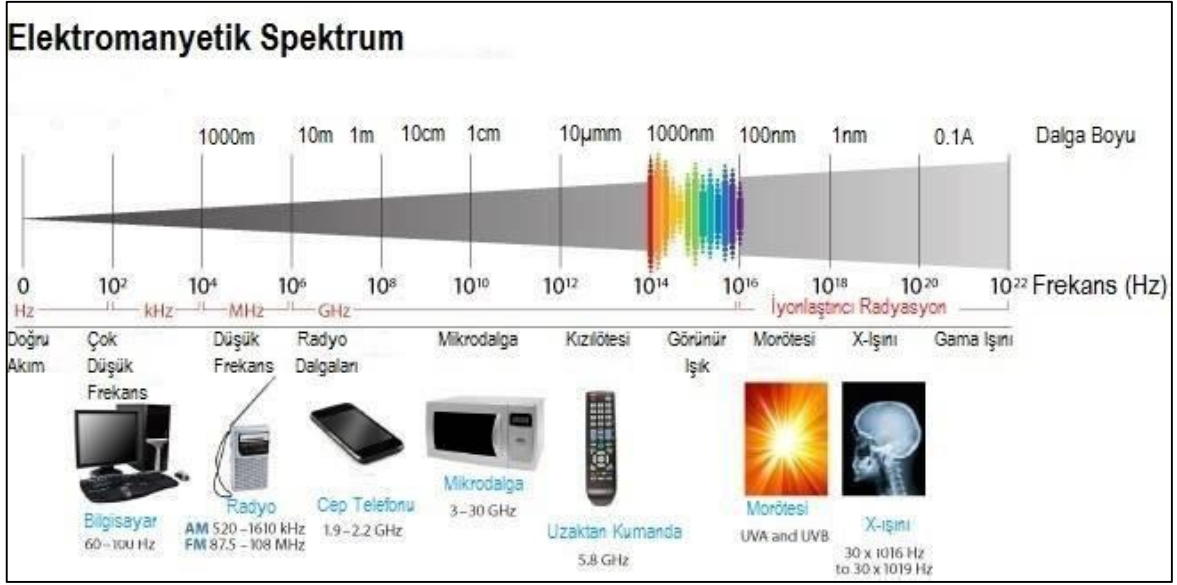 Elektromanyetik Spektrum
1000m 10m 1m 10cm 1cm 10µmm 1000nm 100nm 1nm 0.1A Dalga Boyu
0 10² 10⁴ 10⁶ 10⁸ 10¹⁰ 10¹² 10¹⁴ 10¹⁶ 10¹⁸ 10²⁰ 10²² Frekans (Hz)
Hz kHz MHz GHz İyonlaştırıcı Radyasyon
Doğru Çok Düşük Radyo Mikrodalga Kızılötesi Görünür Morötesi X-Işını Gama Işını
Akım Düşük Frekans Dalgaları Işık
Frekans
Bilgisayar
60–100 Hz
Radyo
AM 520–1610 kHz
FM 87.5–108 MHz
Cep Telefonu
1.9–2.2 GHz
Mikrodalga
3–30 GHz
Uzaktan Kumanda
5.8 GHz
Morötesi
UVA and UVB
X-ışını
30 x 1016 Hz
to 30 x 1019 Hz